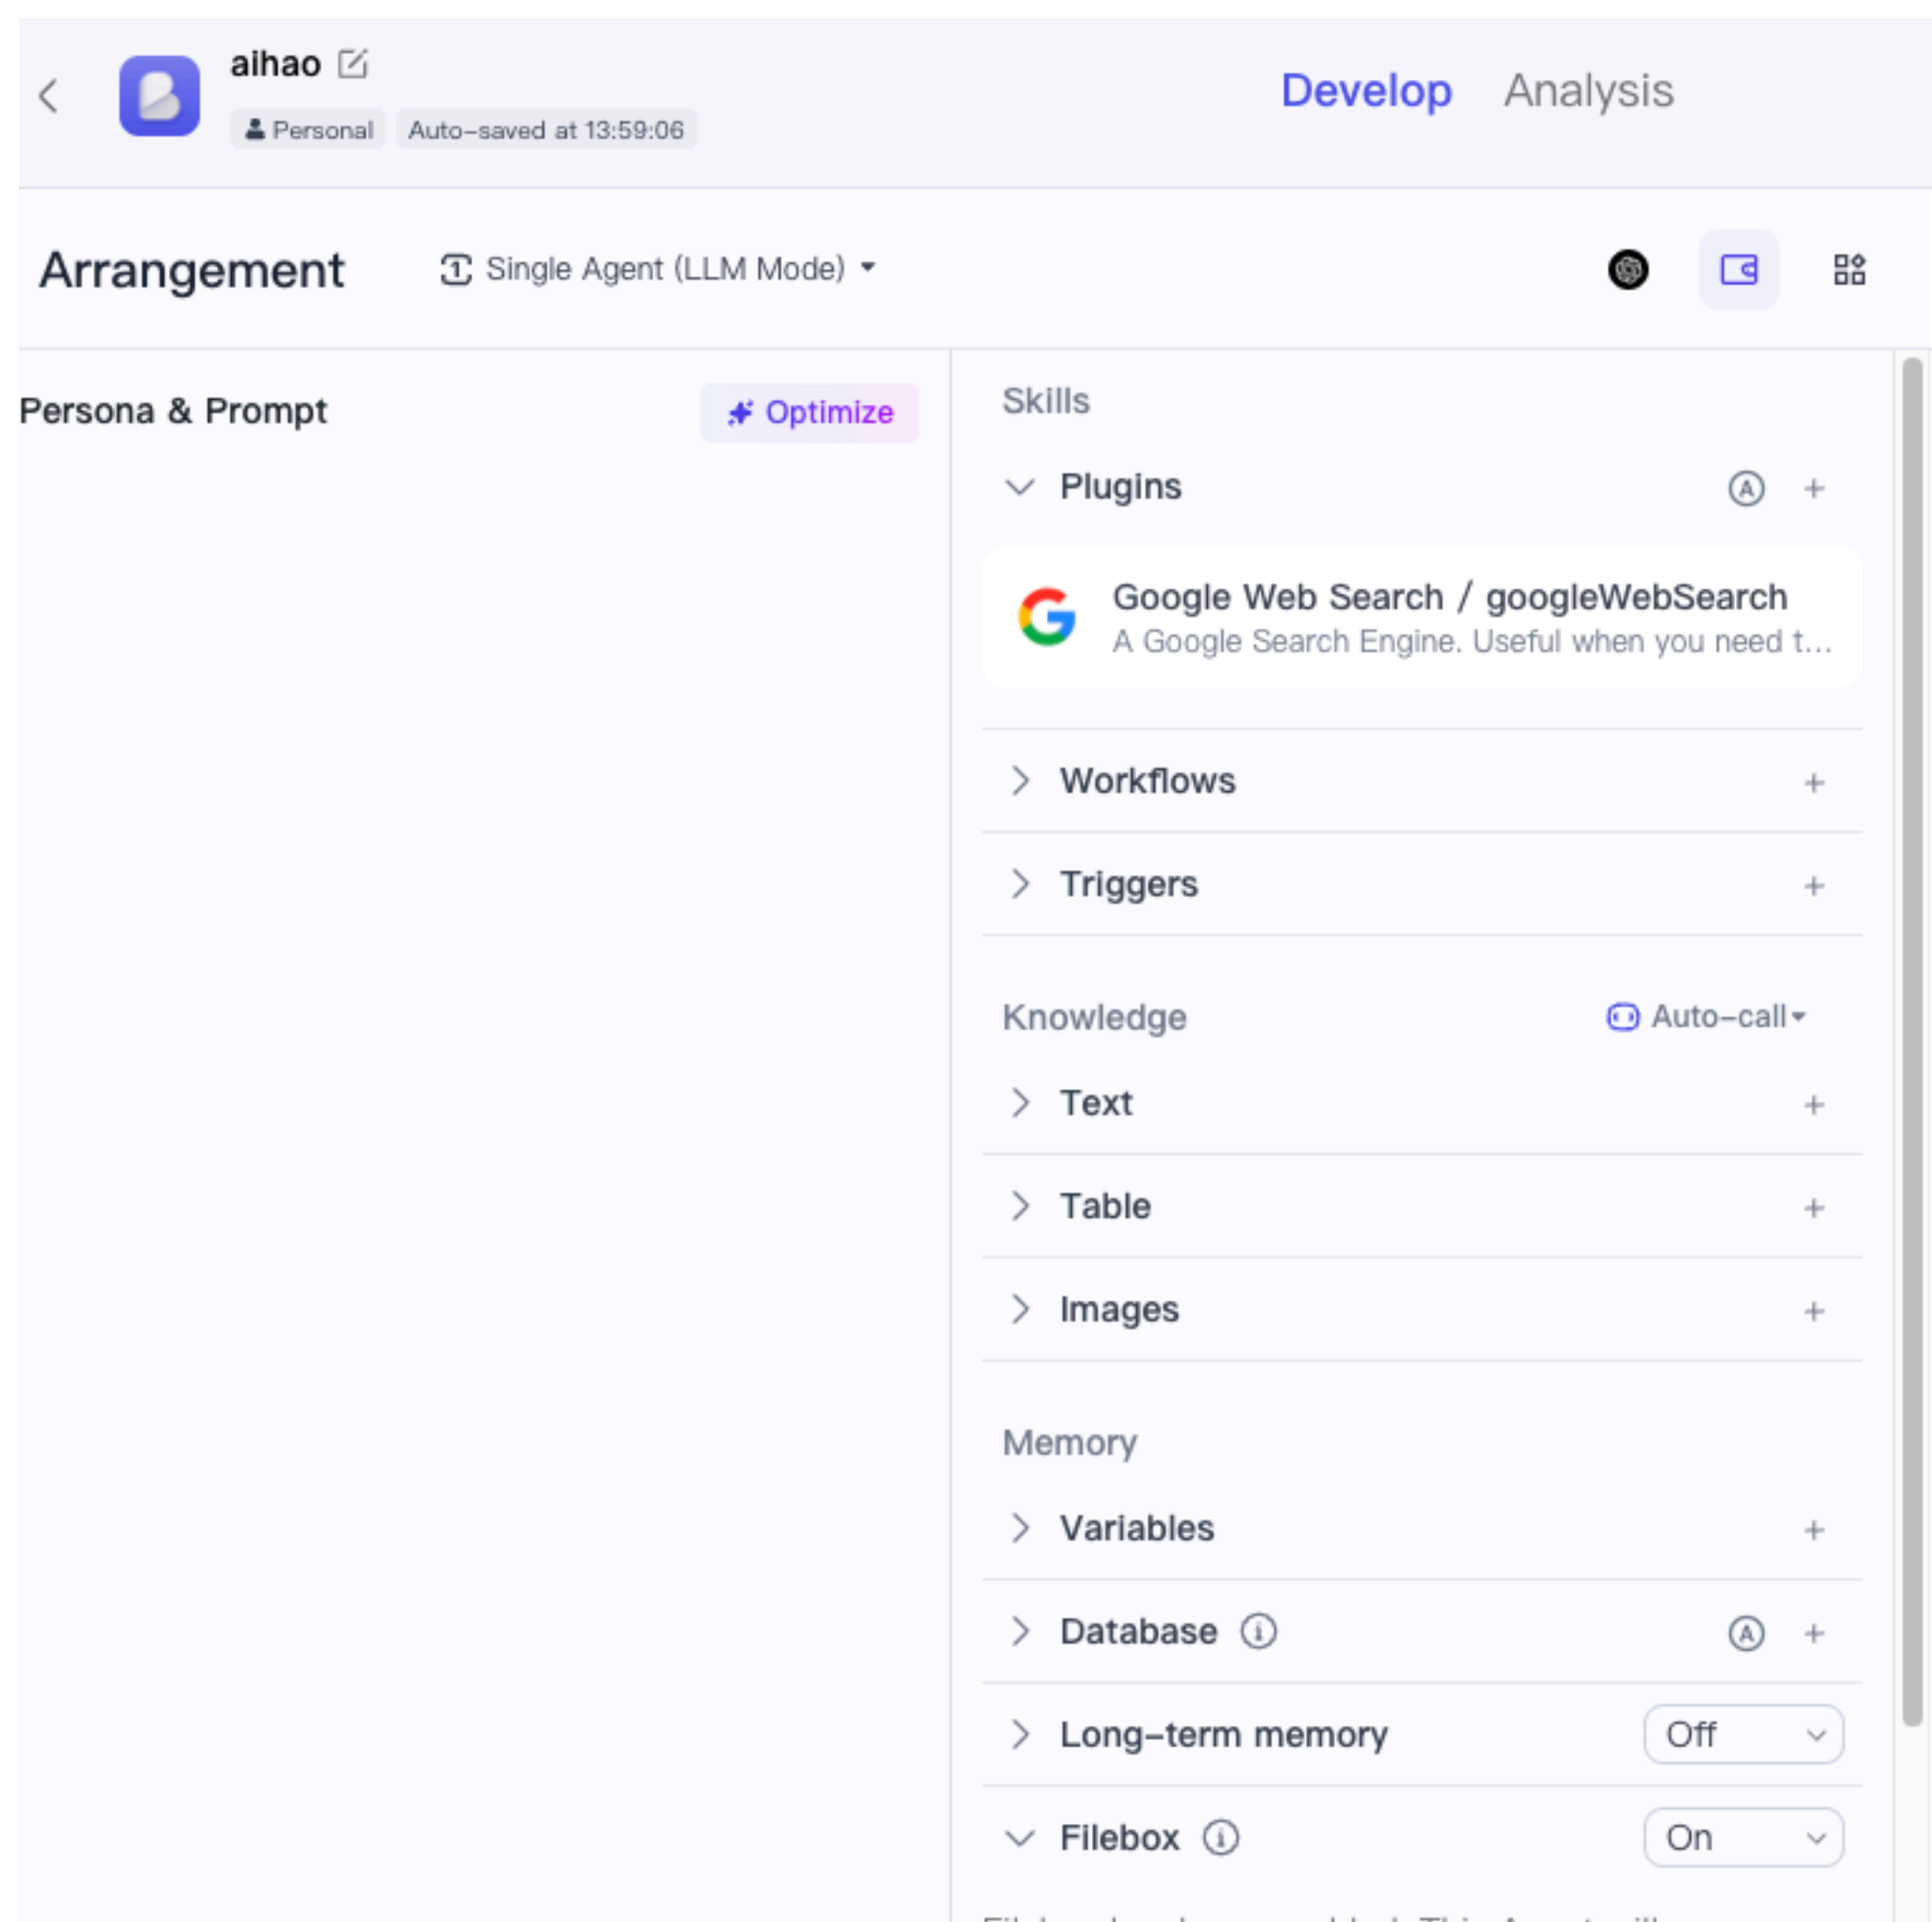 aihao
Personal
Auto-saved at 13:59:06
Develop
Analysis
Arrangement
Single Agent (LLM Mode)
Persona & Prompt
Optimize
Skills
Plugins
Google Web Search / googleWebSearch
A Google Search Engine. Useful when you need t...
Workflows
Triggers
Knowledge
Auto-call
Text
Table
Images
Memory
Variables
Database
Long-term memory
Off
Filebox
On